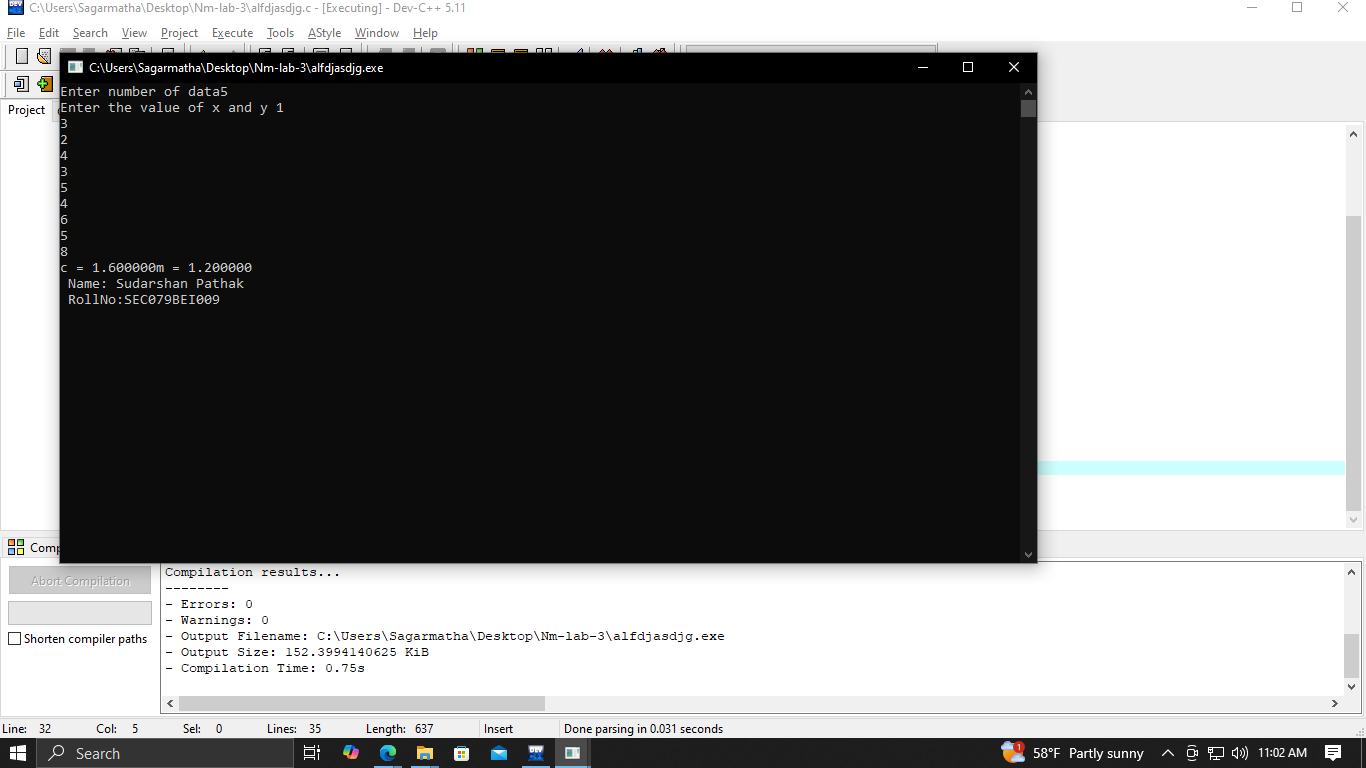 C:\Users\Sagarmatha\Desktop\Nm-lab-3\alfdjasdjg.c - [Executing] - Dev-C++ 5.11
File Edit Search View Project Execute Tools AStyle Window Help
C:\Users\Sagarmatha\Desktop\Nm-lab-3\alfdjasdjg.exe
Project
Enter number of data5
Enter the value of x and y 1
3
2
4
3
5
4
6
5
8
c = 1.600000m = 1.200000
Name: Sudarshan Pathak
RollNo:SEC079BEI009
Abort Compilation
Shorten compiler paths
Compilation results...
--------
- Errors: 0
- Warnings: 0
- Output Filename: C:\Users\Sagarmatha\Desktop\Nm-lab-3\alfdjasdjg.exe
- Output Size: 152.3994140625 KiB
- Compilation Time: 0.75s
Line: 32 Col: 5 Sel: 0 Lines: 35 Length: 637 Insert Done parsing in 0.031 seconds
Search
1
58°F Partly sunny
11:02 AM